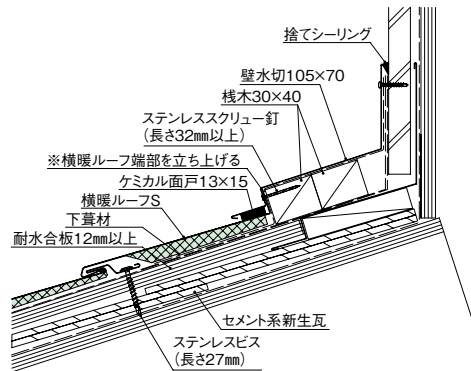 捨てシーリング
壁水切105×70
桟木30×40
ステンレススクリュー釘
(長さ32mm以上)
※横暖ルーフ端部を立ち上げる
ケミカル面戸13×15
横暖ルーフS
下葺材
耐水合板12mm以上
セメント系新生瓦
ステンレスビス
(長さ27mm)